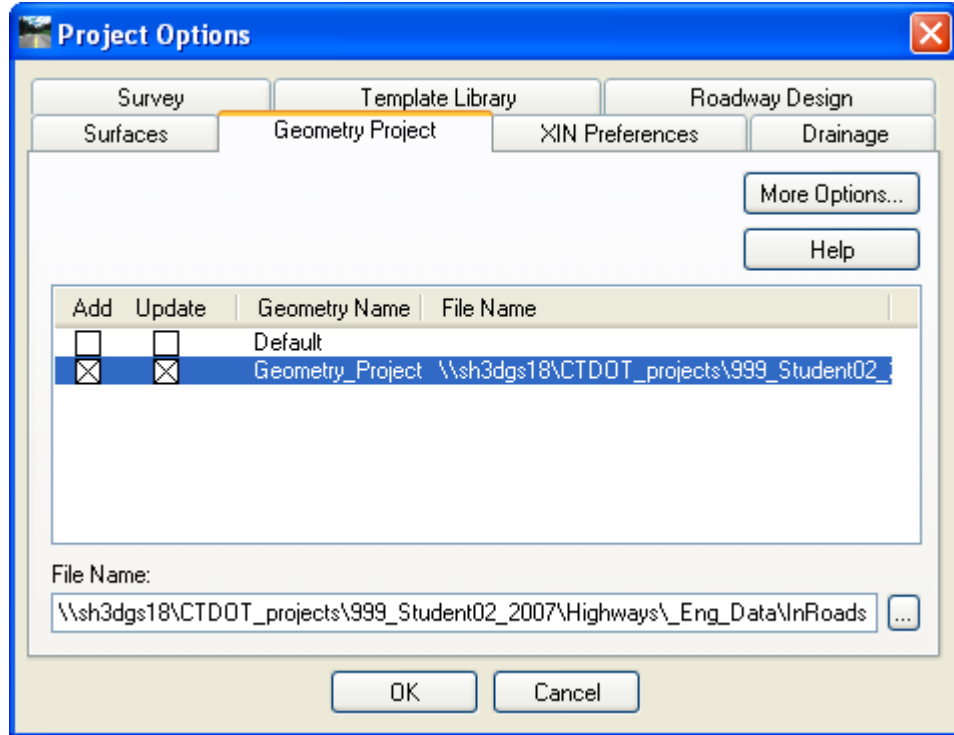 Project Options
Survey Template Library Roadway Design
Surfaces Geometry Project XIN Preferences Drainage
More Options...
Help
Add Update Geometry Name File Name
Default
Geometry_Project \\sh3dgs18\CTDOT_projects\999_Student02_
File Name:
\\sh3dgs18\CTDOT_projects\999_Student02_2007\Highways\_Eng_Data\InRoads ...
OK Cancel